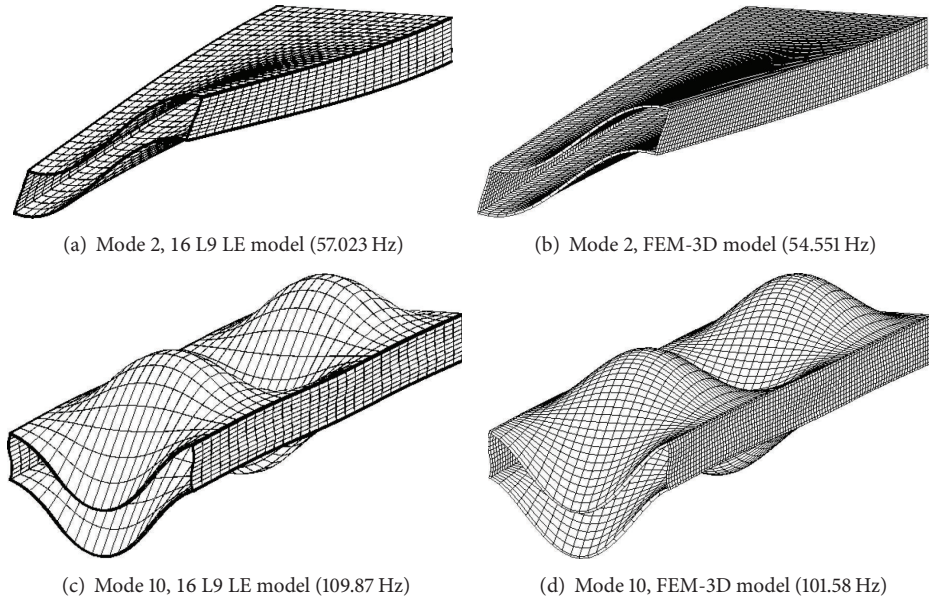 (a) Mode 2, 16 L9 LE model (57.023 Hz)
(b) Mode 2, FEM-3D model (54.551 Hz)
(c) Mode 10, 16 L9 LE model (109.87 Hz)
(d) Mode 10, FEM-3D model (101.58 Hz)